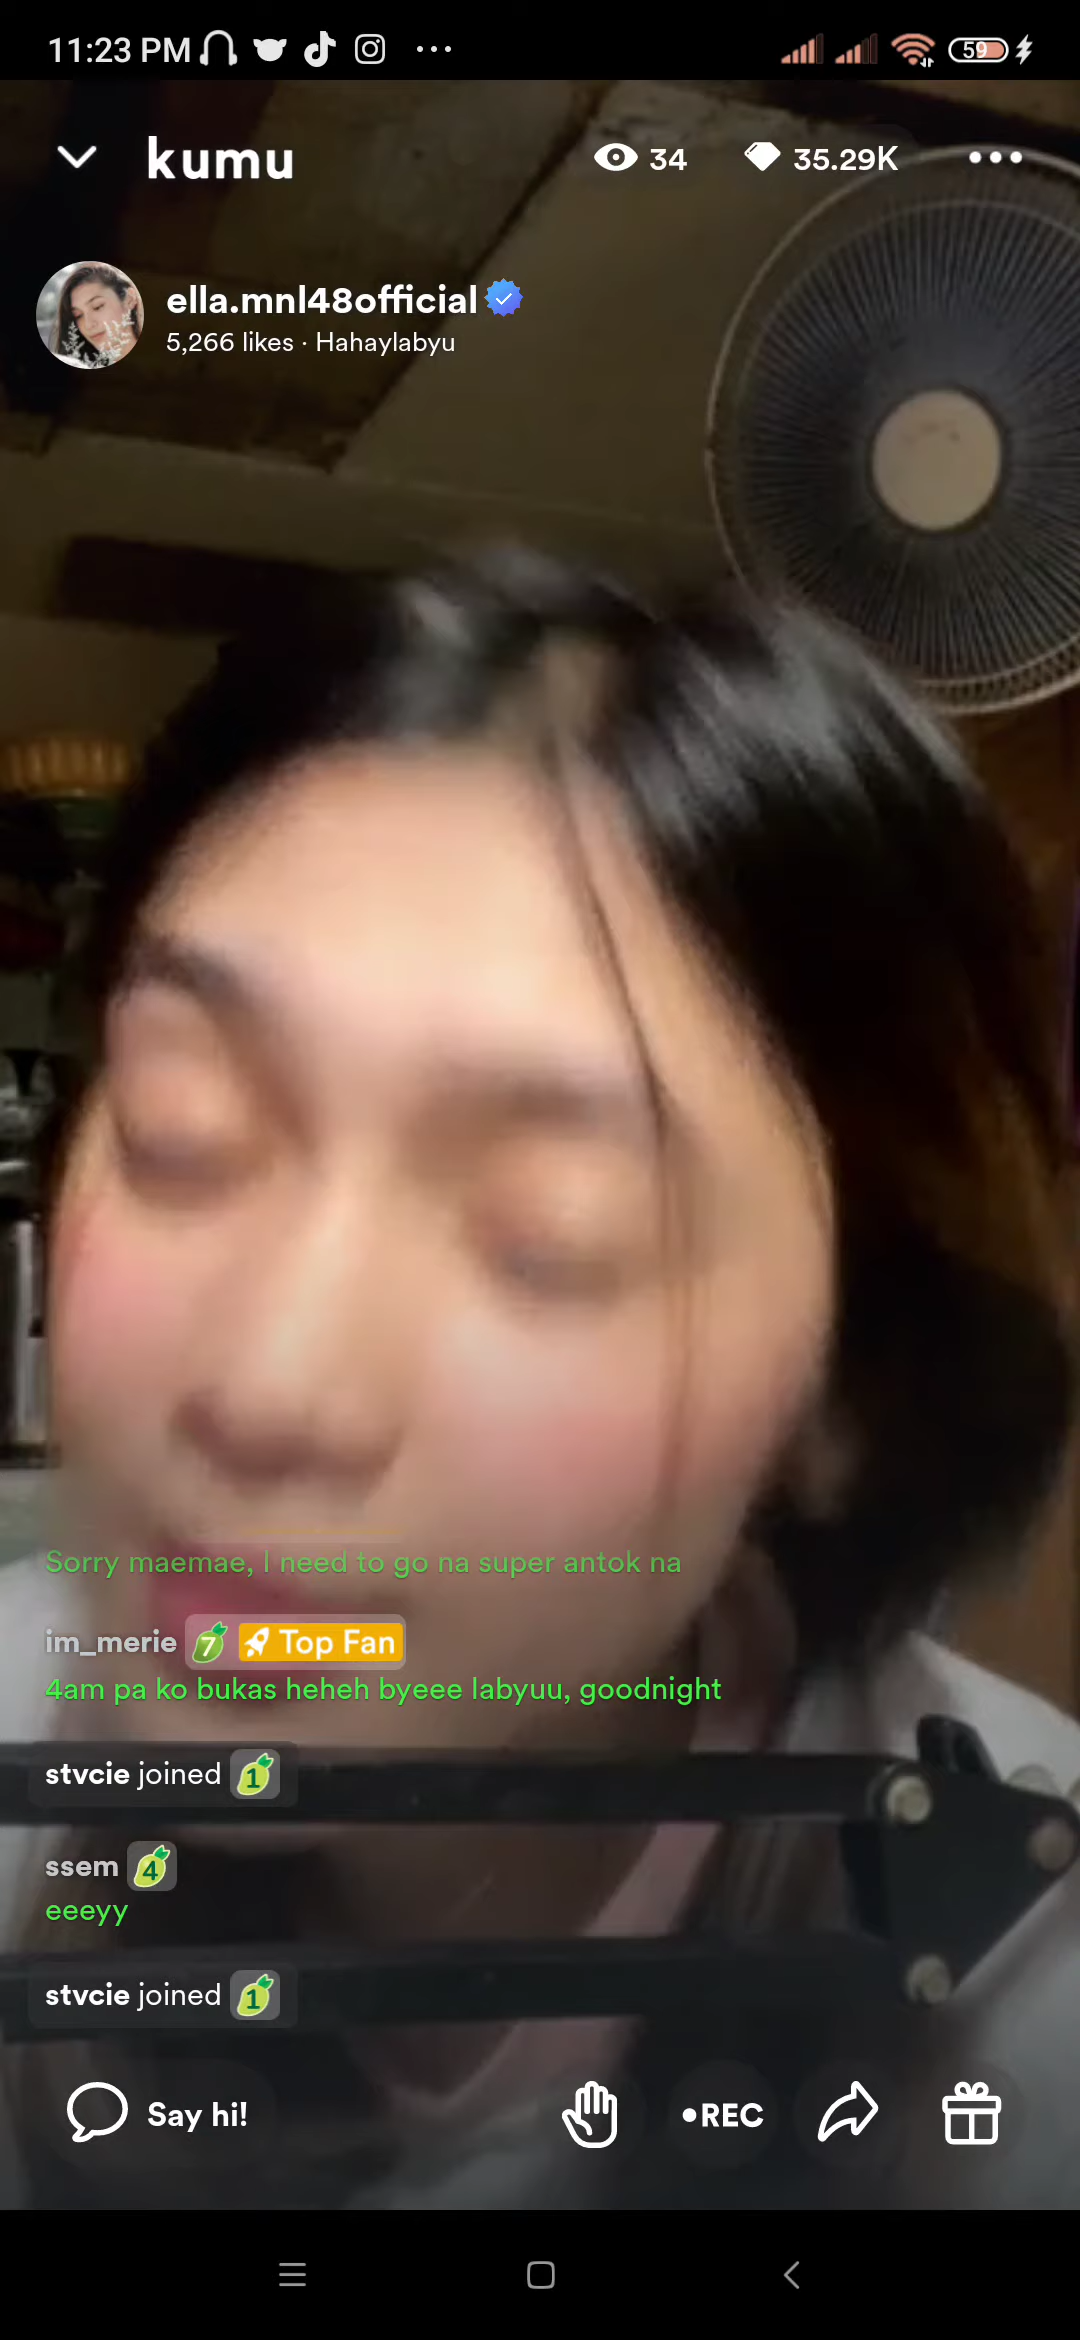 11:23 PM
59
kumu
34
35.29K
ella.mnl48official
5,266 likes · Hahaylabyu
Sorry maemae, I need to go na super antok na
im_merie 7 Top Fan
4am pa ko bukas heheh byeee labyuu, goodnight
stvcie joined 1
ssem 4
eeeyy
stvcie joined 1
Say hi!
•REC